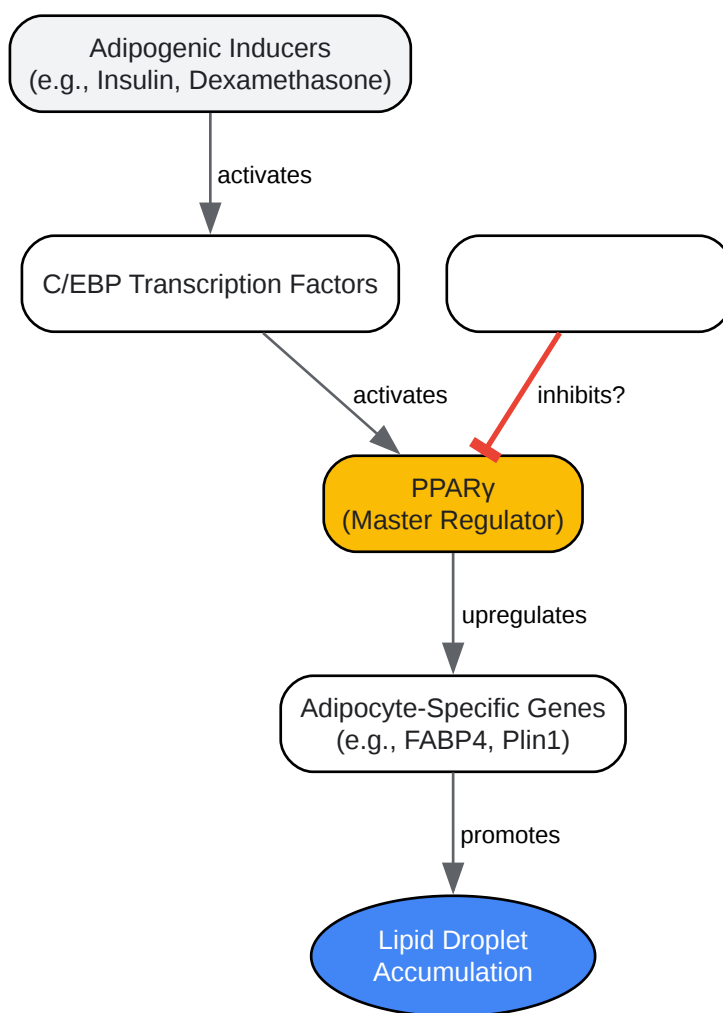 Adipogenic Inducers
(e.g., Insulin, Dexamethasone)
activates
C/EBP Transcription Factors
activates
inhibits?
PPARγ
(Master Regulator)
upregulates
Adipocyte-Specific Genes
(e.g., FABP4, Plin1)
promotes
Lipid Droplet
Accumulation